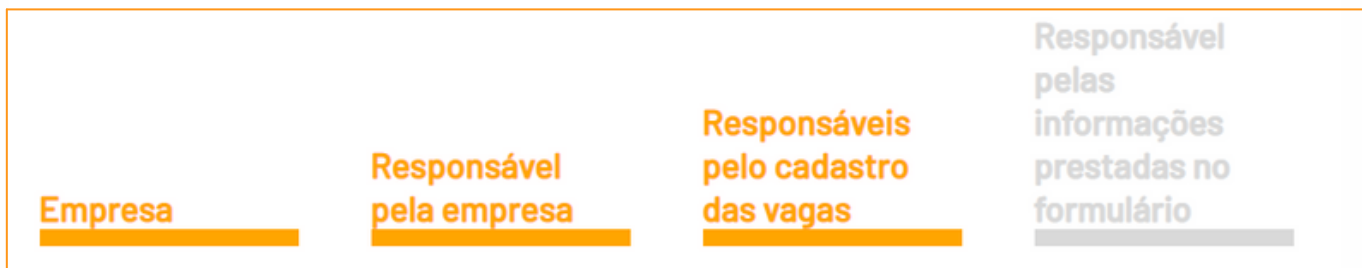 Empresa
Responsável
pela empresa
Responsáveis
pelo cadastro
das vagas
Responsável
pelas
informações
prestadas no
formulário